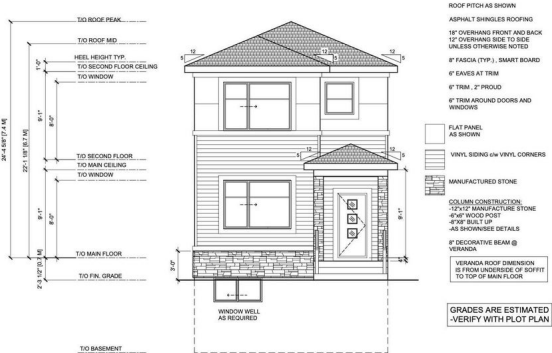 T/O ROOF PEAK
T/O ROOF MID
HEEL HEIGHT TYP.
T/O SECOND FLOOR CEILING
T/O WINDOW
T/O SECOND FLOOR
T/O MAIN CEILING
T/O WINDOW
T/O MAIN FLOOR
T/O FIN. GRADE
T/O BASEMENT
24'-4 5/8" [7.4 M]
22'-1 1/8" [6.7 M]
2'-3 1/2" [0.7 M]
1'-0"
9'-1"
8'-0"
9'-1"
8'-0"
12
5
12
5
12
5
12
5
12
5
9'-1"
3'-0"
WINDOW WELL
AS REQUIRED
ROOF PITCH AS SHOWN
ASPHALT SHINGLES ROOFING
18" OVERHANG FRONT AND BACK
12" OVERHANG SIDE TO SIDE
UNLESS OTHERWISE NOTED
8" FASCIA (TYP.) , SMART BOARD
6" EAVES AT TRIM
6" TRIM , 2" PROUD
6" TRIM AROUND DOORS AND
WINDOWS
FLAT PANEL
AS SHOWN
VINYL SIDING c/w VINYL CORNERS
MANUFACTURED STONE
COLUMN CONSTRUCTION:
-12"x12" MANUFACTURE STONE
-6"x6" WOOD POST
-8"X8" BUILT UP
-AS SHOWN/SEE DETAILS
8" DECORATIVE BEAM @
VERANDA
VERANDA ROOF DIMENSION
IS FROM UNDERSIDE OF SOFFIT
TO TOP OF MAIN FLOOR
GRADES ARE ESTIMATED
-VERIFY WITH PLOT PLAN